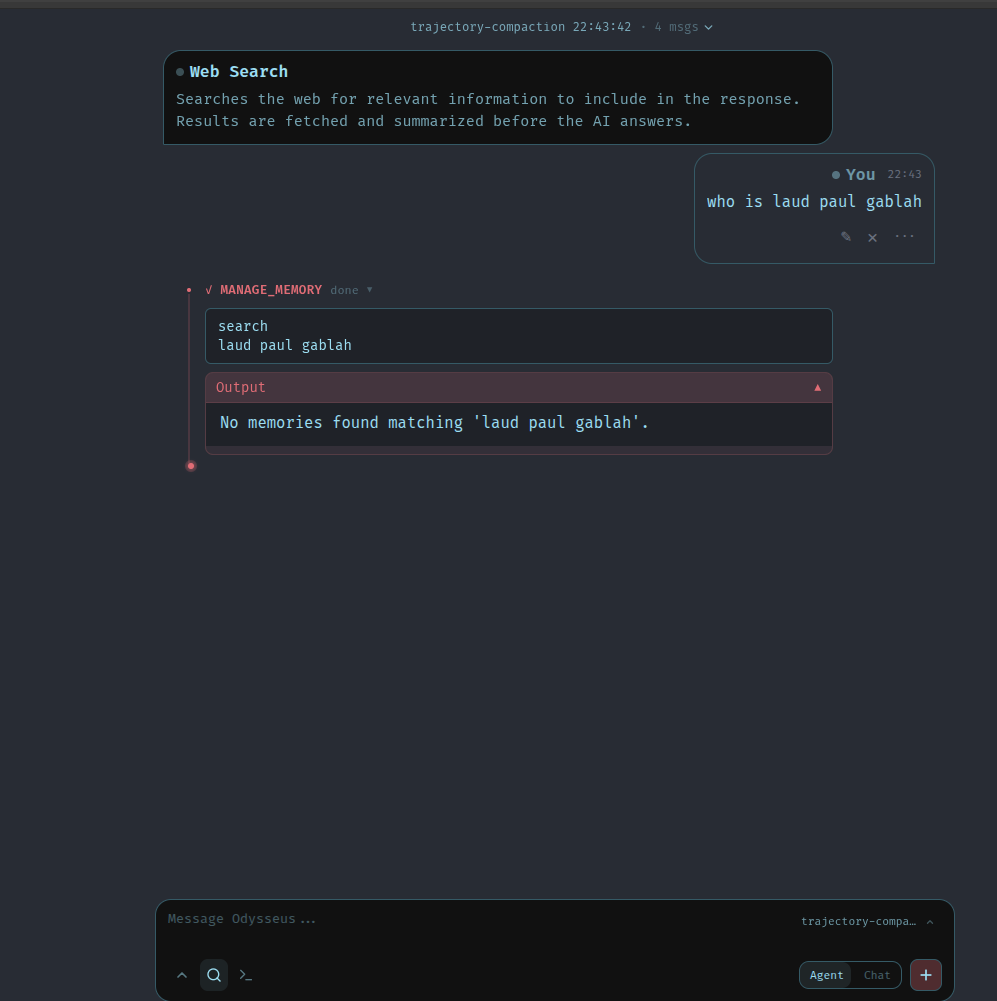 trajectory-compaction 22:43:42 · 4 msgs
Web Search
Searches the web for relevant information to include in the response.
Results are fetched and summarized before the AI answers.
You 22:43
who is laud paul gablah
√ MANAGE_MEMORY done
search
laud paul gablah
Output
No memories found matching 'laud paul gablah'.
Message Odysseus...
trajectory-compa…
Agent Chat